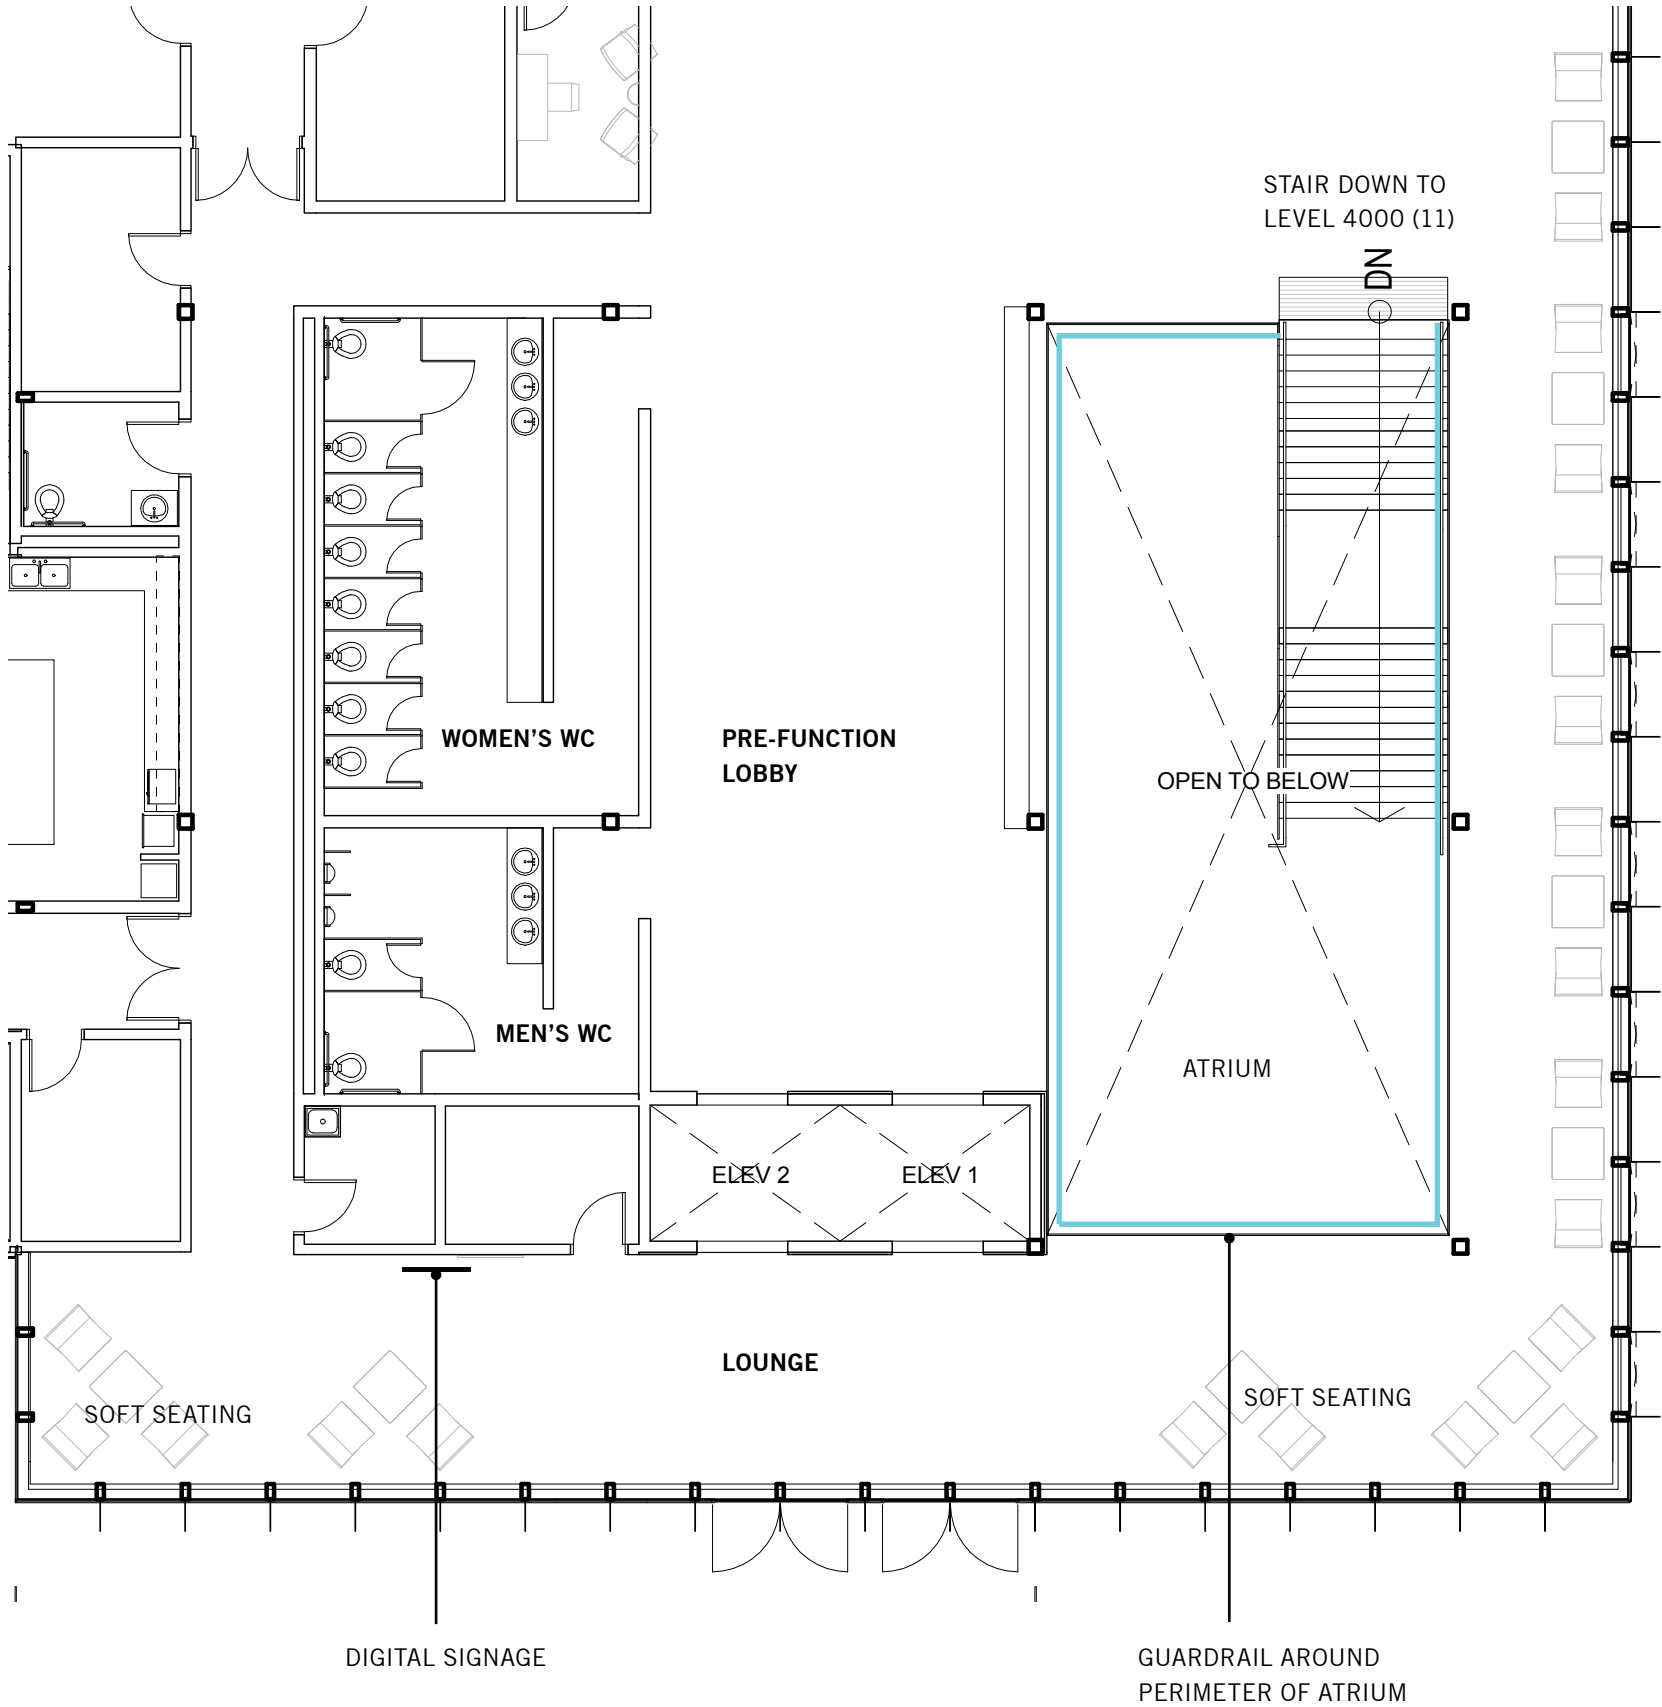 STAIR DOWN TO
LEVEL 4000 (11)
DN
WOMEN'S WC
PRE-FUNCTION
LOBBY
OPEN TO BELOW
MEN'S WC
ATRIUM
ELEV 2
ELEV 1
LOUNGE
SOFT SEATING
SOFT SEATING
DIGITAL SIGNAGE
GUARDRAIL AROUND
PERIMETER OF ATRIUM